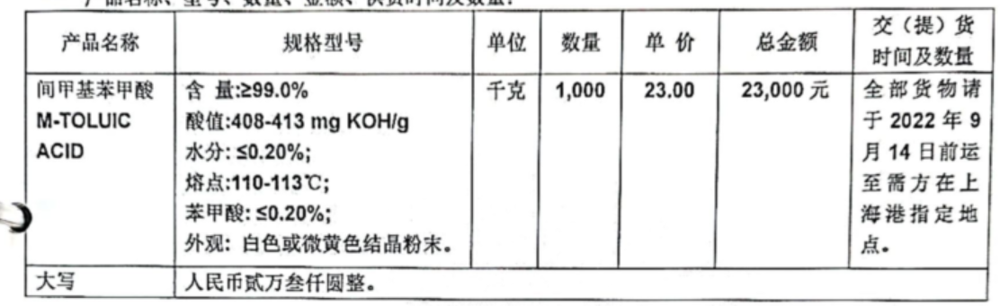 产品名称、型号、数量、金额、供货时间及数量:
产品名称 规格型号 单位 数量 单 价 总金额 交（提）货
时间及数量
间甲基苯甲酸 含 量:≥99.0% 千克 1,000 23.00 23,000 元 全部货物请
M-TOLUIC 酸值:408-413 mg KOH/g 于 2022 年 9
ACID 水分: ≤0.20%; 月 14 日前运
熔点:110-113℃; 至需方在上
苯甲酸: ≤0.20%; 海港指定地
外观: 白色或微黄色结晶粉末。 点。
大写 人民币贰万叁仟圆整。